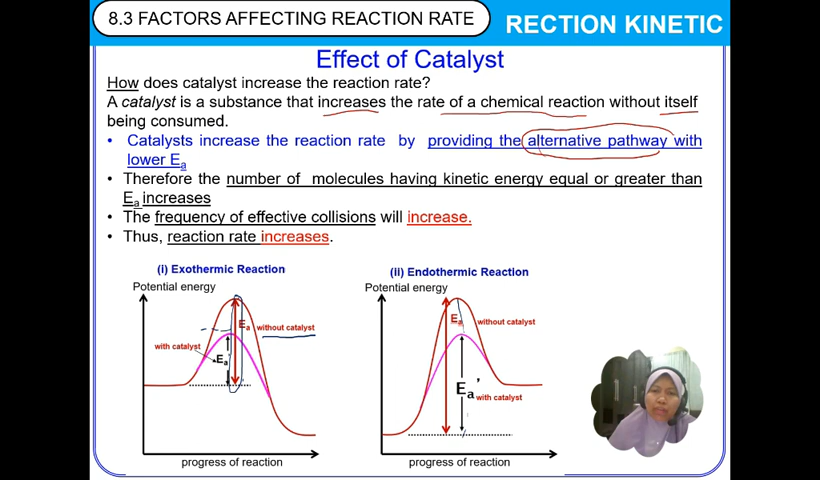 8.3 FACTORS AFFECTING REACTION RATE
RECTION KINETIC
Effect of Catalyst
How does catalyst increase the reaction rate?
A catalyst is a substance that increases the rate of a chemical reaction without itself
being consumed.
• Catalysts increase the reaction rate by providing the alternative pathway with
lower Ea
• Therefore the number of molecules having kinetic energy equal or greater than
Ea increases
• The frequency of effective collisions will increase.
• Thus, reaction rate increases.
(i) Exothermic Reaction
Potential energy
Ea without catalyst
with catalyst
Ea'
progress of reaction
(ii) Endothermic Reaction
Potential energy
Ea without catalyst
Ea' with catalyst
progress of reaction